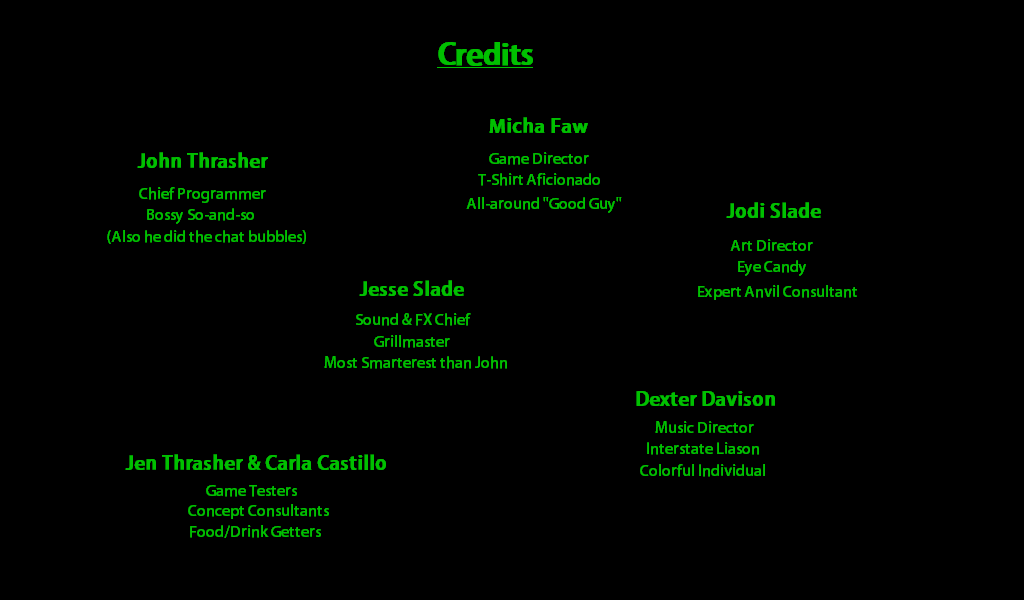 Credits
Micha Faw
Game Director
T-Shirt Aficionado
All-around "Good Guy"
John Thrasher
Chief Programmer
Bossy So-and-so
(Also he did the chat bubbles)
Jodi Slade
Art Director
Eye Candy
Expert Anvil Consultant
Jesse Slade
Sound & FX Chief
Grillmaster
Most Smarterest than John
Dexter Davison
Music Director
Interstate Liason
Colorful Individual
Jen Thrasher & Carla Castillo
Game Testers
Concept Consultants
Food/Drink Getters